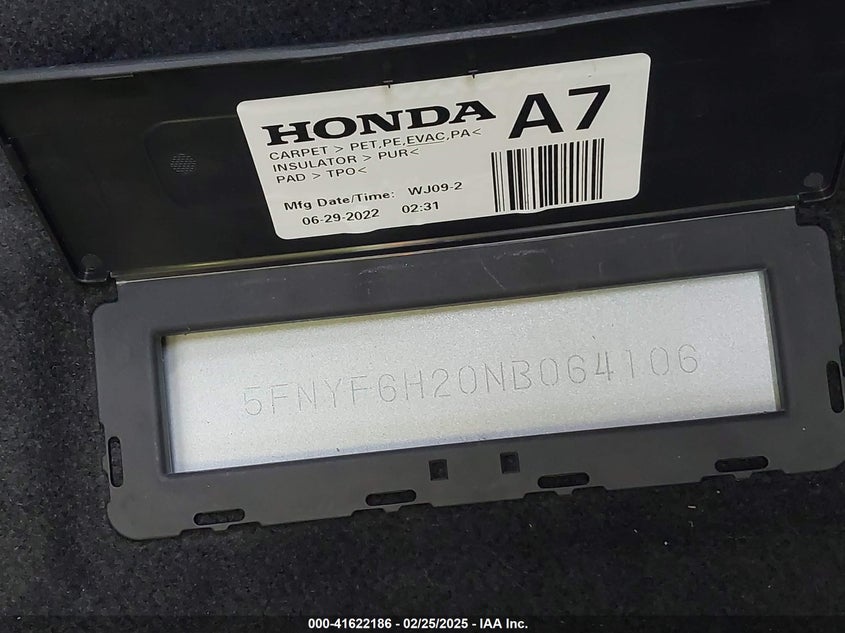 HONDA A7
CARPET > PET,PE,EVAC,PA<
INSULATOR > PUR<
PAD > TPO<
Mfg Date/Time: WJ09-2
06-29-2022 02:31
5FNYF6H20NB064106
000-41622186 - 02/25/2025 - IAA Inc.